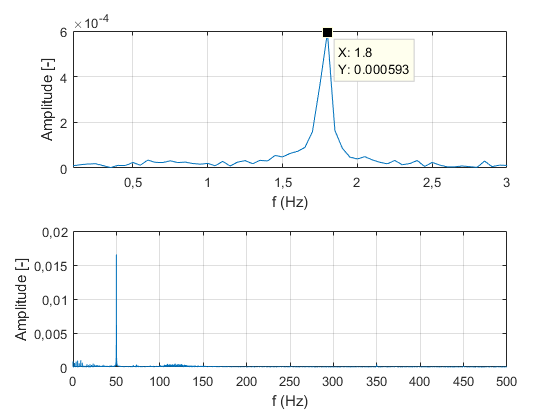 ×10^-4
6
4
2
0
Amplitude [-]
X: 1.8
Y: 0.000593
0,5 1 1,5 2 2,5 3
f (Hz)
0,02
0,015
0,01
0,005
0
Amplitude [-]
0 50 100 150 200 250 300 350 400 450 500
f (Hz)